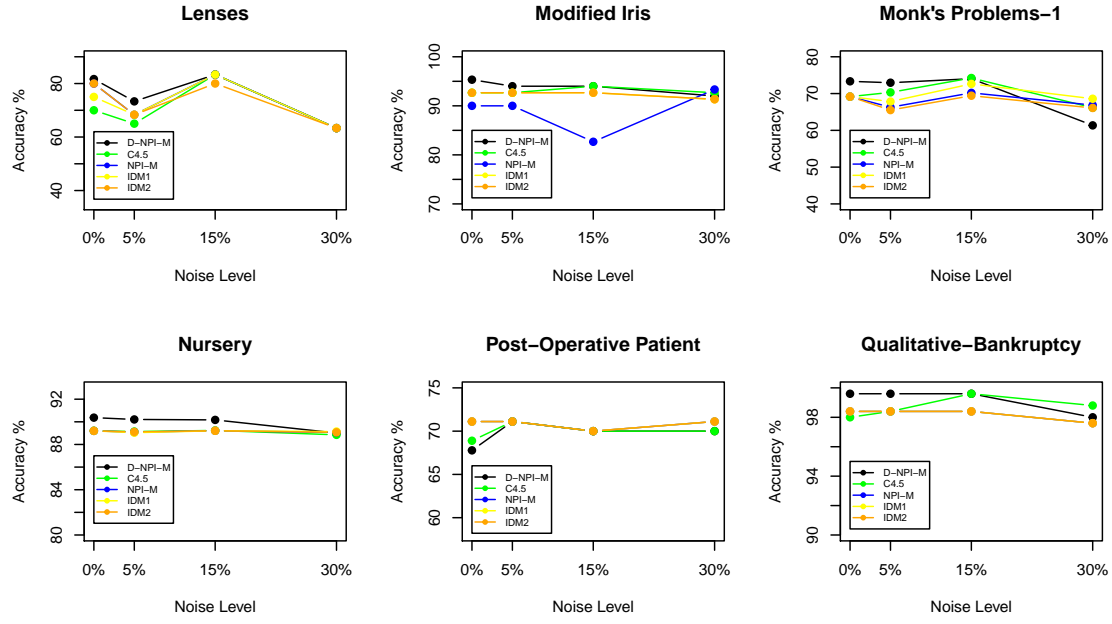 Lenses
Accuracy %
80
60
40
D−NPI−M
C4.5
NPI−M
IDM1
IDM2
0% 5% 15% 30%
Noise Level
Modified Iris
Accuracy %
100
90
80
70
D−NPI−M
C4.5
NPI−M
IDM1
IDM2
0% 5% 15% 30%
Noise Level
Monk's Problems−1
Accuracy %
80
70
60
50
40
D−NPI−M
C4.5
NPI−M
IDM1
IDM2
0% 5% 15% 30%
Noise Level
Nursery
Accuracy %
92
88
84
80
D−NPI−M
C4.5
NPI−M
IDM1
IDM2
0% 5% 15% 30%
Noise Level
Post−Operative Patient
Accuracy %
75
70
65
60
D−NPI−M
C4.5
NPI−M
IDM1
IDM2
0% 5% 15% 30%
Noise Level
Qualitative−Bankruptcy
Accuracy %
98
94
90
D−NPI−M
C4.5
NPI−M
IDM1
IDM2
0% 5% 15% 30%
Noise Level